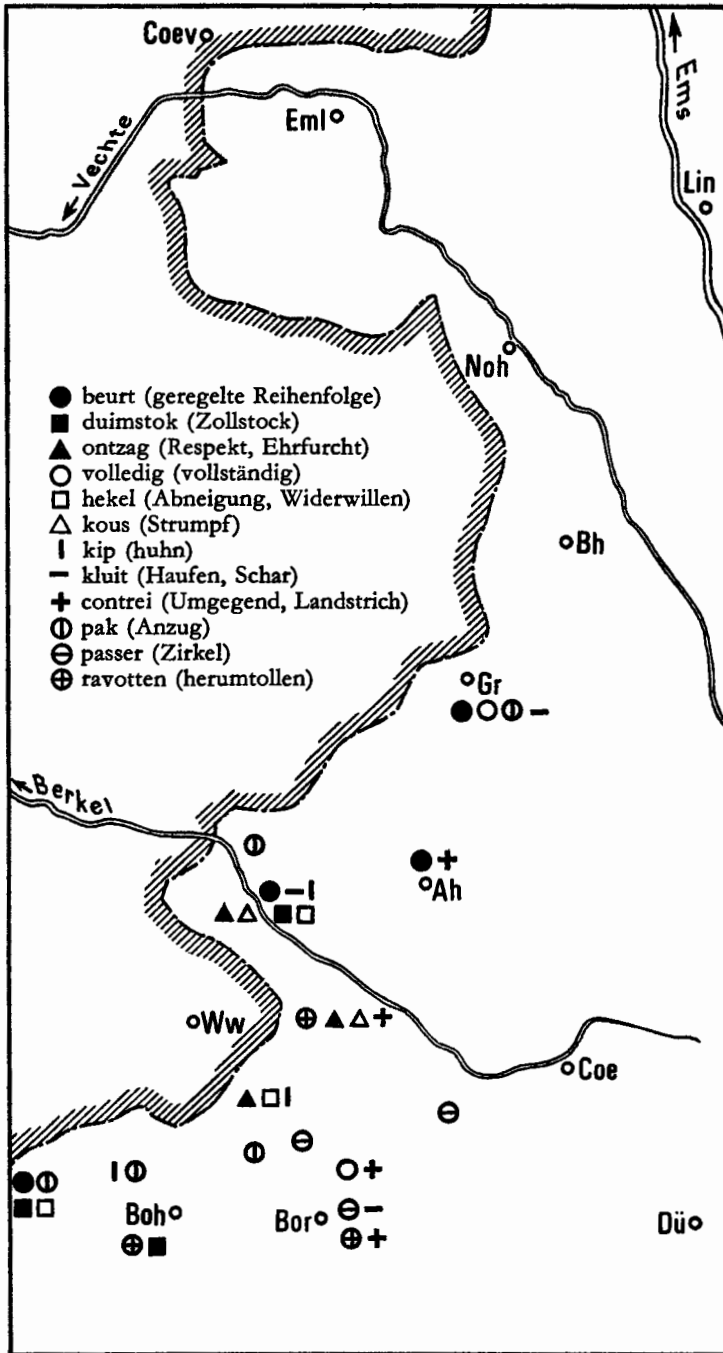 Coev
Ems
Eml
Vechte
Lin
Noh
beurt (geregelte Reihenfolge)
duimstok (Zollstock)
ontzag (Respekt, Ehrfurcht)
volledig (vollständig)
hekel (Abneigung, Widerwillen)
kous (Strumpf)
kip (huhn)
kluit (Haufen, Schar)
contrei (Umgegend, Landstrich)
pak (Anzug)
passer (Zirkel)
ravotten (herumtollen)
Bh
Gr
Berkel
Ah
Ww
Coe
Boh
Bor
Dü